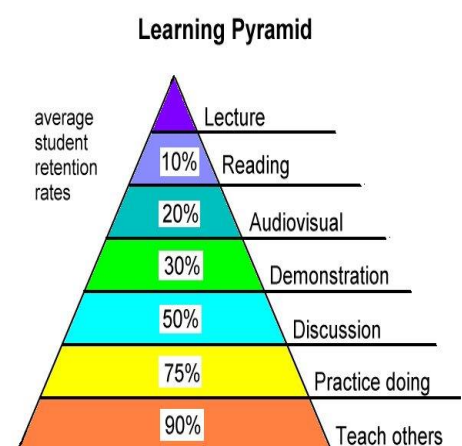 Learning Pyramid
average
student
retention
rates
Lecture
10% Reading
20% Audiovisual
30% Demonstration
50% Discussion
75% Practice doing
90% Teach others